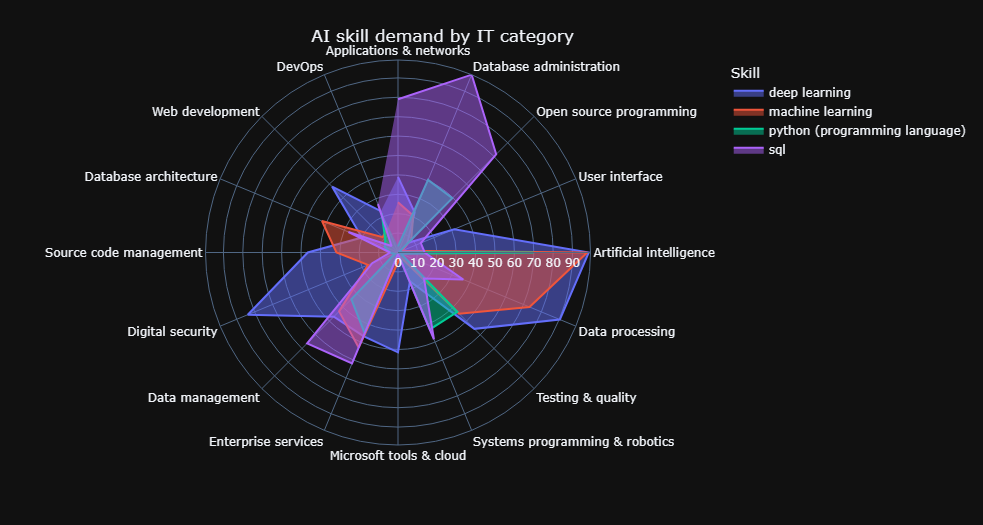 AI skill demand by IT category
Applications & networks
DevOps
Database administration
Skill
deep learning
machine learning
python (programming language)
sql
Web development
Open source programming
Database architecture
User interface
Source code management
Artificial intelligence
0 10 20 30 40 50 60 70 80 90
Digital security
Data processing
Data management
Testing & quality
Enterprise services
Systems programming & robotics
Microsoft tools & cloud